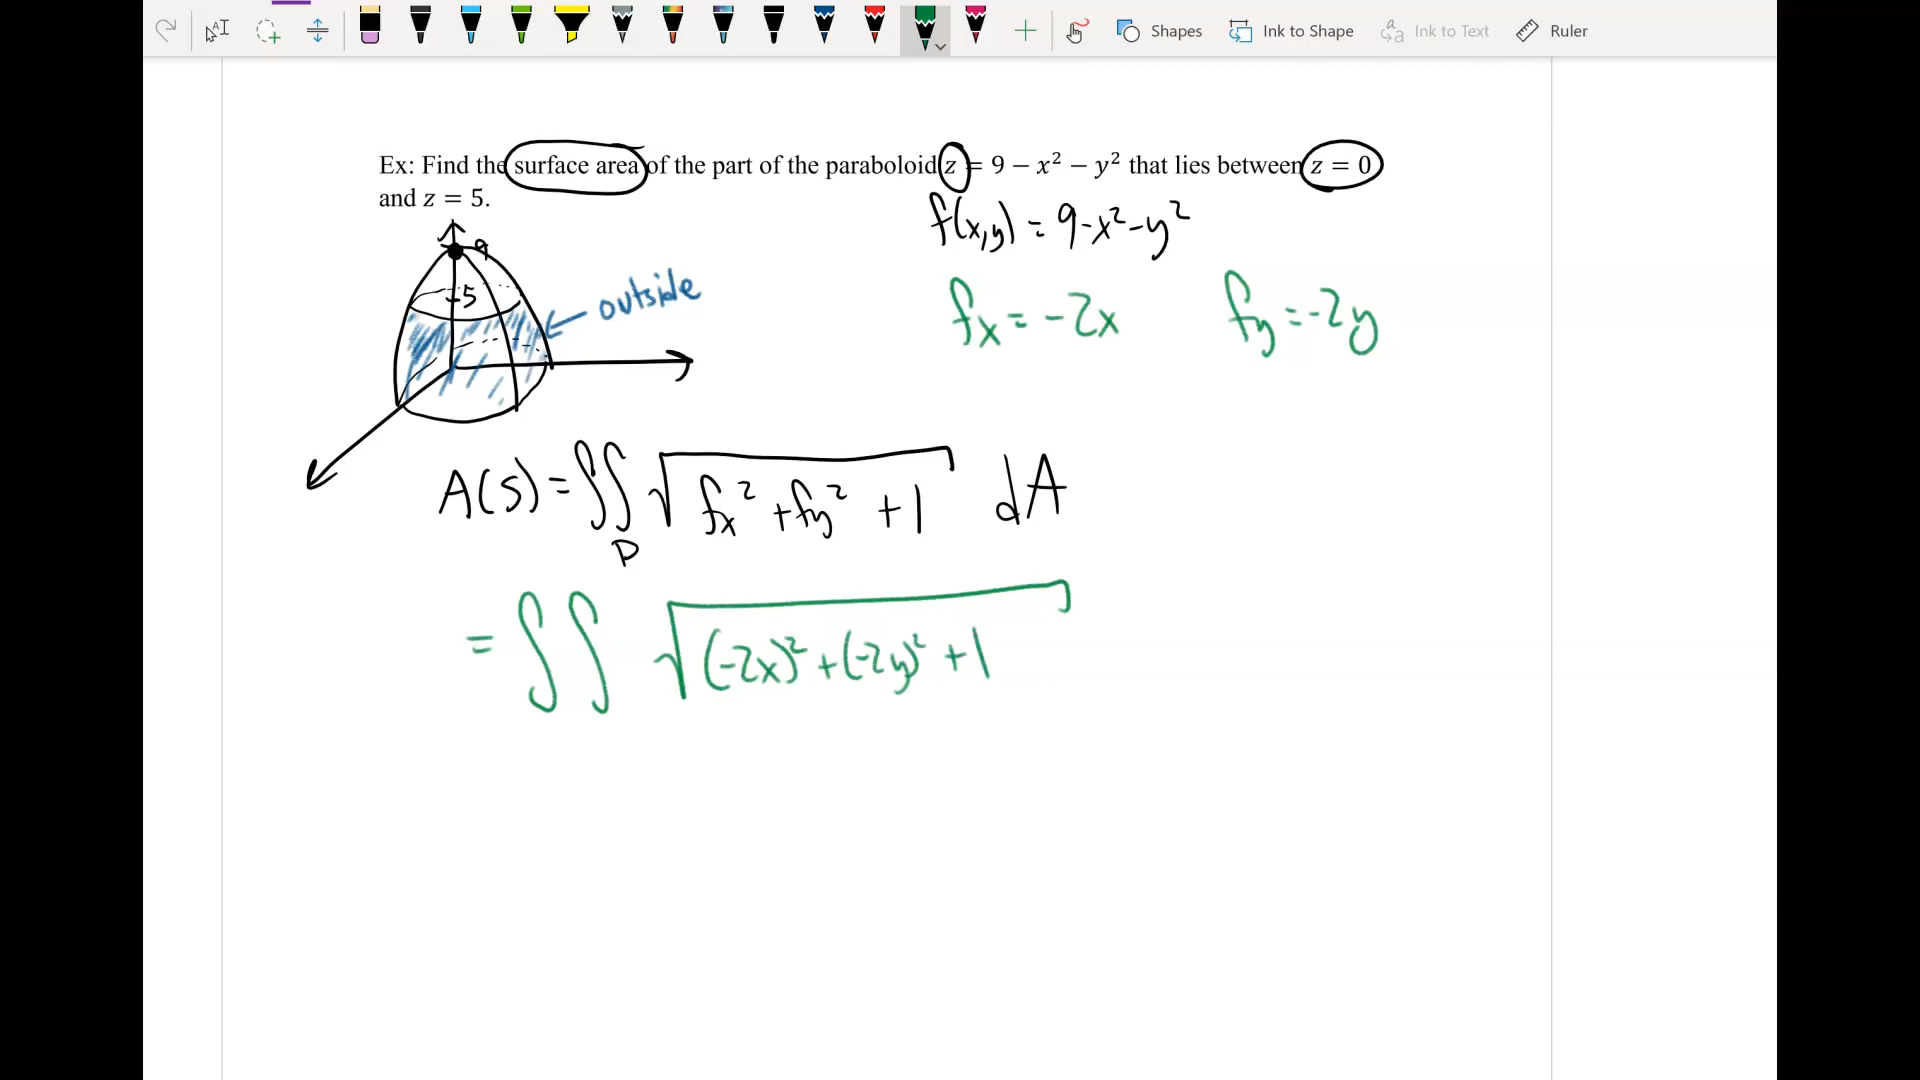 Shapes Ink to Shape Ink to Text Ruler
Ex: Find the surface area of the part of the paraboloid z = 9 − x² − y² that lies between z = 0
and z = 5.
f(x,y) = 9-x²-y²
9
5
outside
fx = -2x fy = -2y
A(S) = ∬_D √(fx² + fy² + 1) dA
= ∬ √((-2x)² + (-2y)² + 1)